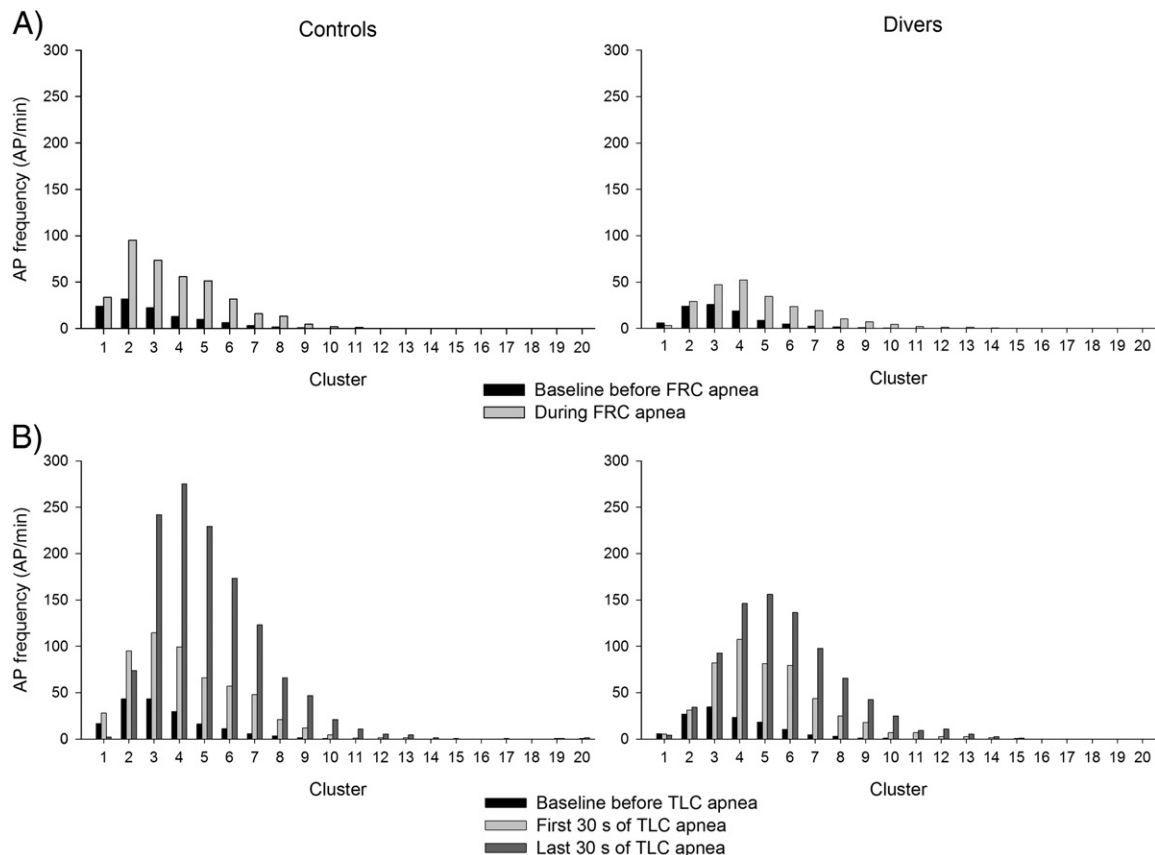 A)
Controls
Divers
300
250
200
150
100
50
0
AP frequency (AP/min)
1 2 3 4 5 6 7 8 9 10 11 12 13 14 15 16 17 18 19 20
Cluster
300
250
200
150
100
50
0
1 2 3 4 5 6 7 8 9 10 11 12 13 14 15 16 17 18 19 20
Cluster
Baseline before FRC apnea
During FRC apnea
B)
300
250
200
150
100
50
0
AP frequency (AP/min)
1 2 3 4 5 6 7 8 9 10 11 12 13 14 15 16 17 18 19 20
Cluster
300
250
200
150
100
50
0
1 2 3 4 5 6 7 8 9 10 11 12 13 14 15 16 17 18 19 20
Cluster
Baseline before TLC apnea
First 30 s of TLC apnea
Last 30 s of TLC apnea